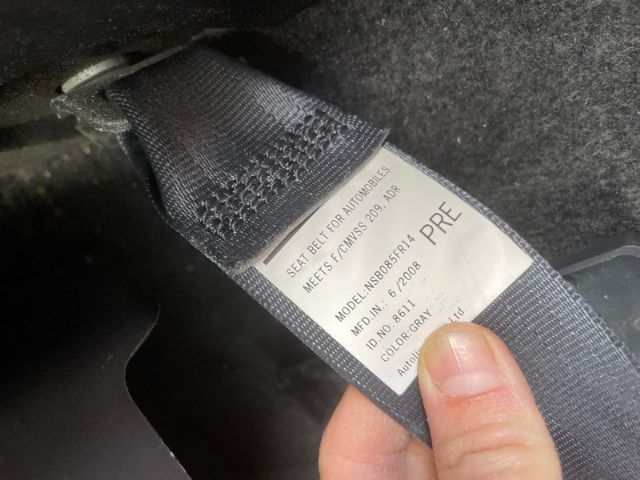 SEAT BELT FOR AUTOMOBILES
MEETS F/CMVSS 209, ADR
PRE
MODEL:NSB085FR14
MFD.IN.: 6/2008
ID.NO.8611
COLOR:GRAY
Ltd.